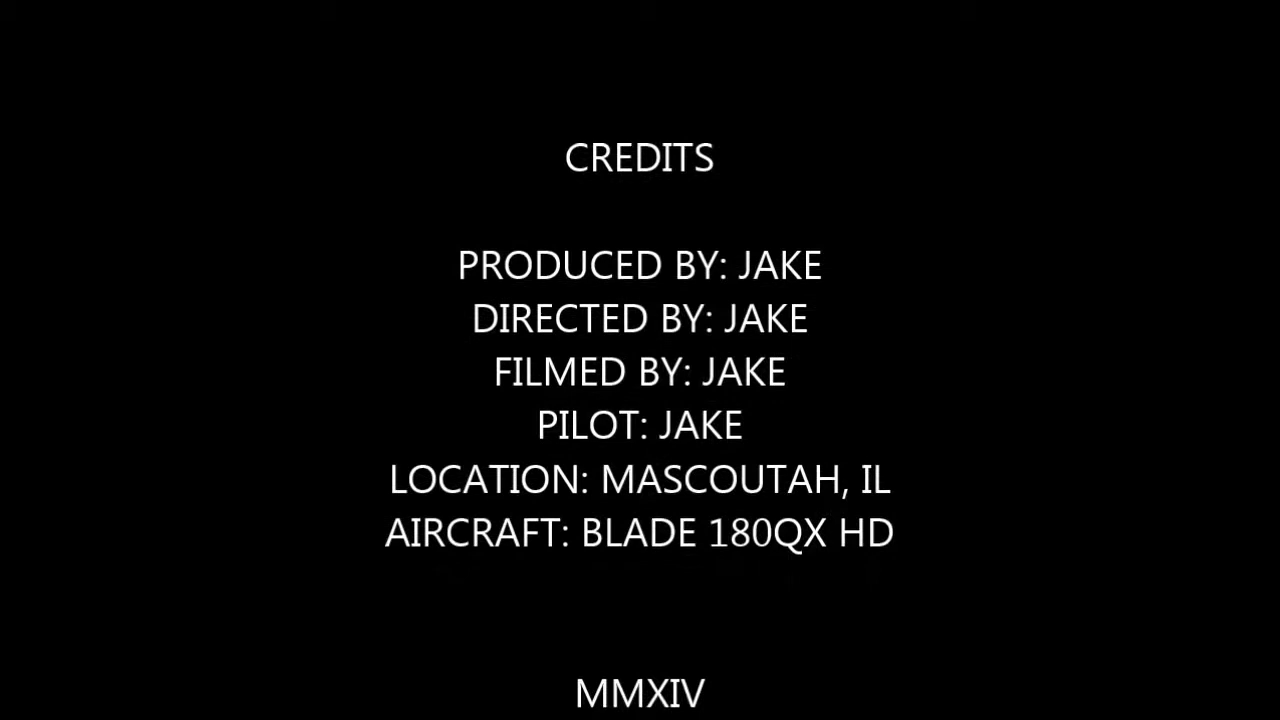 CREDITS
PRODUCED BY: JAKE
DIRECTED BY: JAKE
FILMED BY: JAKE
PILOT: JAKE
LOCATION: MASCOUTAH, IL
AIRCRAFT: BLADE 180QX HD
MMXIV